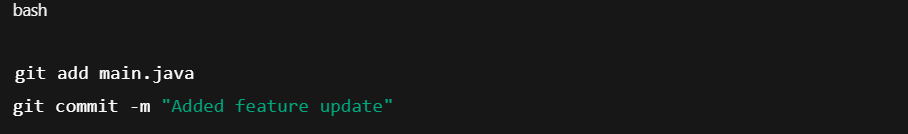 bash
git add main.java
git commit -m "Added feature update"